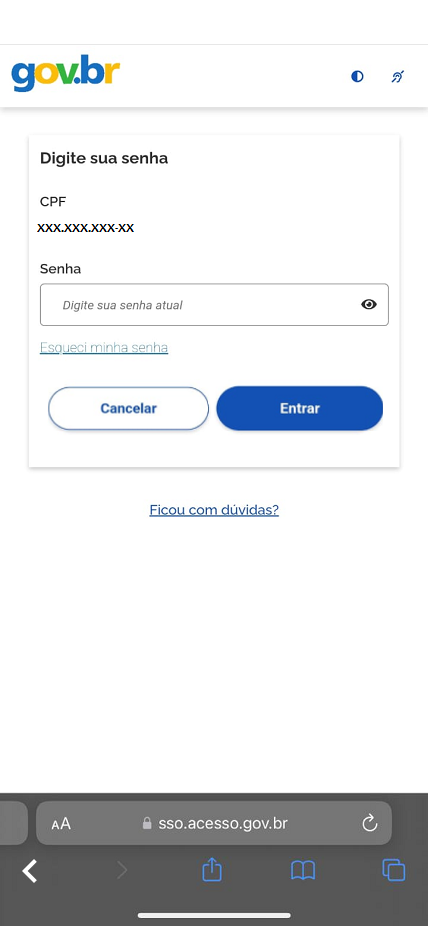 gov.br
Digite sua senha
CPF
XXX.XXX.XXX-XX
Senha
Digite sua senha atual
Esqueci minha senha
Cancelar
Entrar
Ficou com dúvidas?
AA
sso.acesso.gov.br